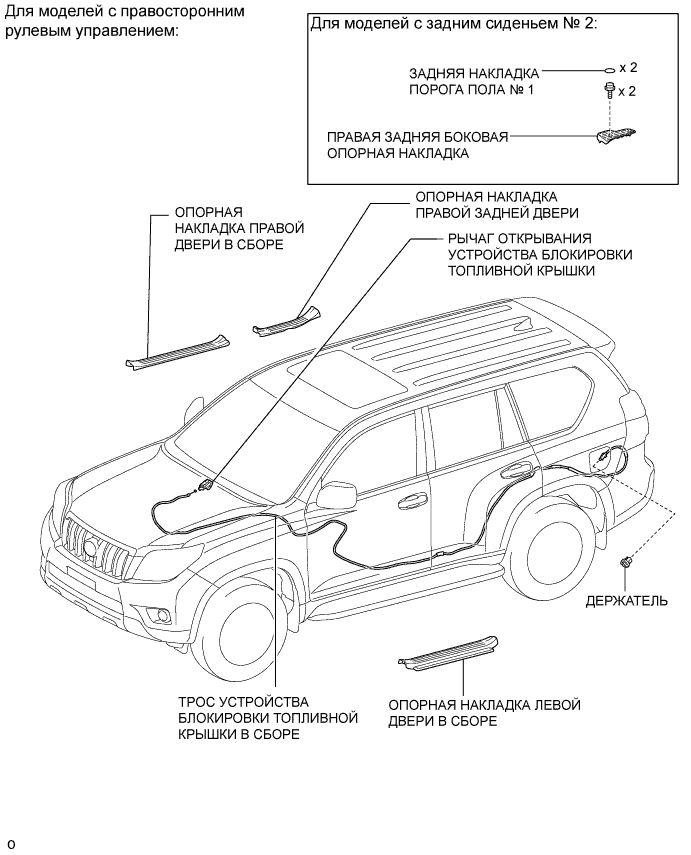 Для моделей с правосторонним
рулевым управлением:
Для моделей с задним сиденьем № 2:
ЗАДНЯЯ НАКЛАДКА
ПОРОГА ПОЛА № 1
x 2
x 2
ПРАВАЯ ЗАДНЯЯ БОКОВАЯ
ОПОРНАЯ НАКЛАДКА
ОПОРНАЯ
НАКЛАДКА ПРАВОЙ
ДВЕРИ В СБОРЕ
ОПОРНАЯ НАКЛАДКА
ПРАВОЙ ЗАДНЕЙ ДВЕРИ
РЫЧАГ ОТКРЫВАНИЯ
УСТРОЙСТВА БЛОКИРОВКИ
ТОПЛИВНОЙ КРЫШКИ
ДЕРЖАТЕЛЬ
ТРОС УСТРОЙСТВА
БЛОКИРОВКИ ТОПЛИВНОЙ
КРЫШКИ В СБОРЕ
ОПОРНАЯ НАКЛАДКА ЛЕВОЙ
ДВЕРИ В СБОРЕ
o